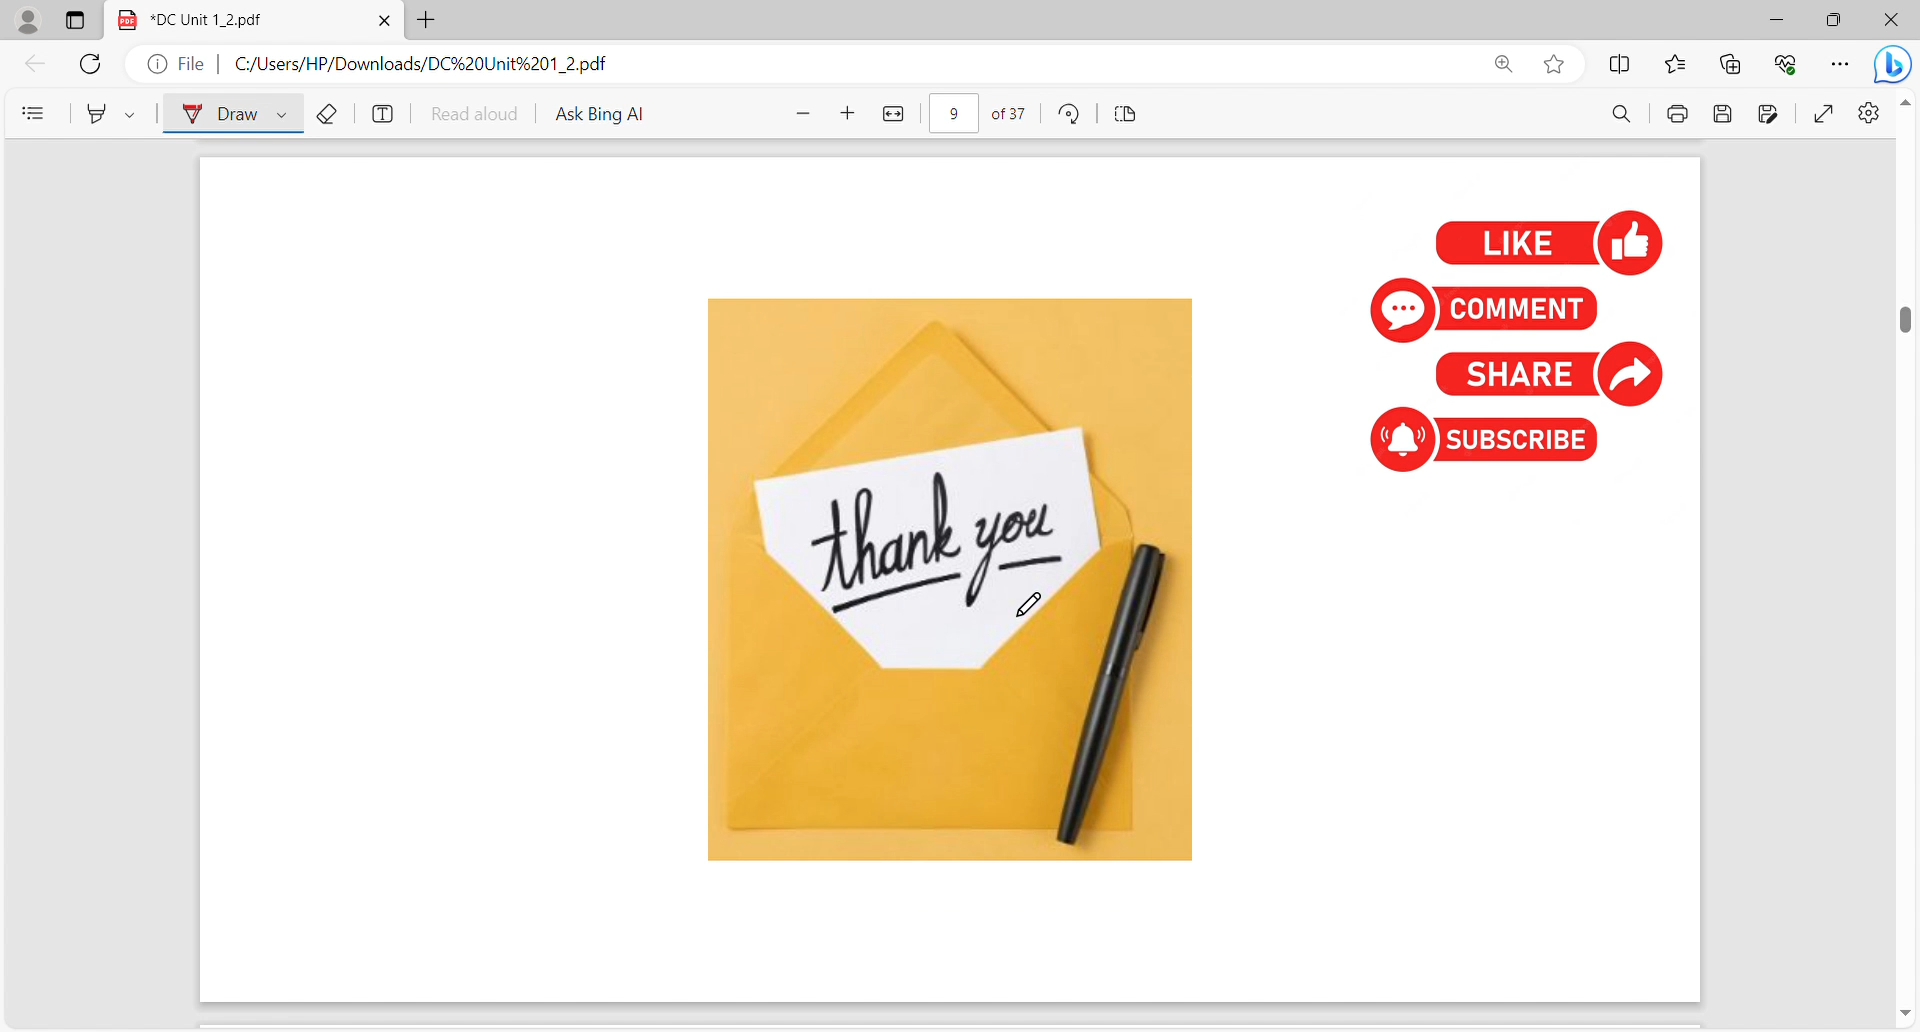 *DC Unit 1_2.pdf
File C:/Users/HP/Downloads/DC%20Unit%201_2.pdf
Draw Read aloud Ask Bing AI 9 of 37
LIKE
COMMENT
SHARE
SUBSCRIBE
thank you